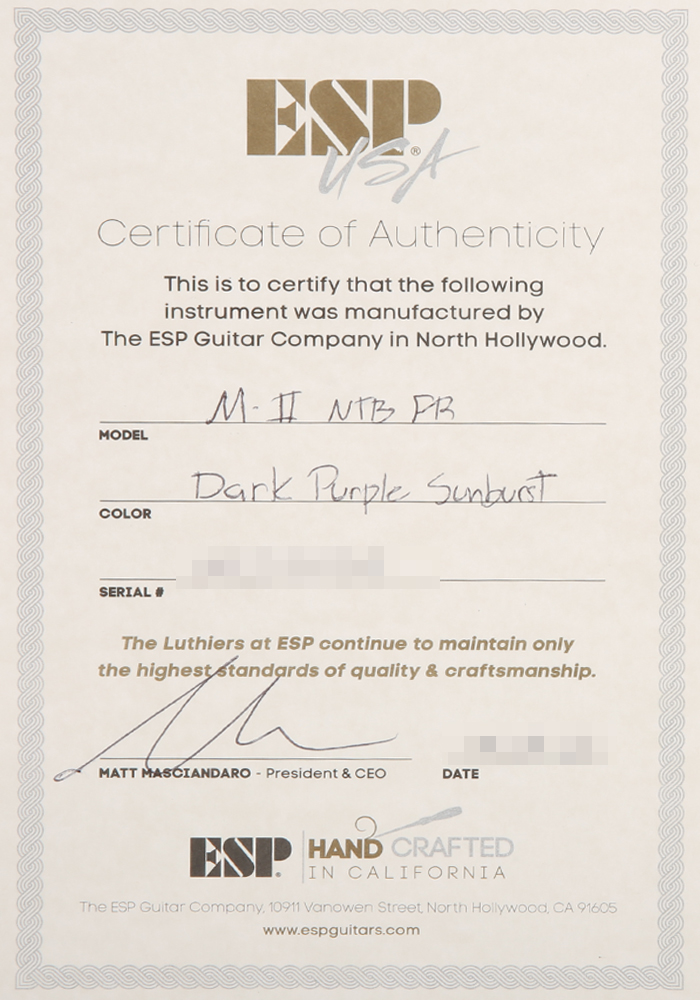 ESP
USA ®
Certificate of Authenticity
This is to certify that the following
instrument was manufactured by
The ESP Guitar Company in North Hollywood.
M-II NTB PR
MODEL
Dark Purple Sunburst
COLOR
SERIAL #
The Luthiers at ESP continue to maintain only
the highest standards of quality & craftsmanship.
MATT MASCIANDARO - President & CEO
DATE
ESP. HAND CRAFTED
IN CALIFORNIA
The ESP Guitar Company, 10911 Vanowen Street, North Hollywood, CA 91605
www.espguitars.com